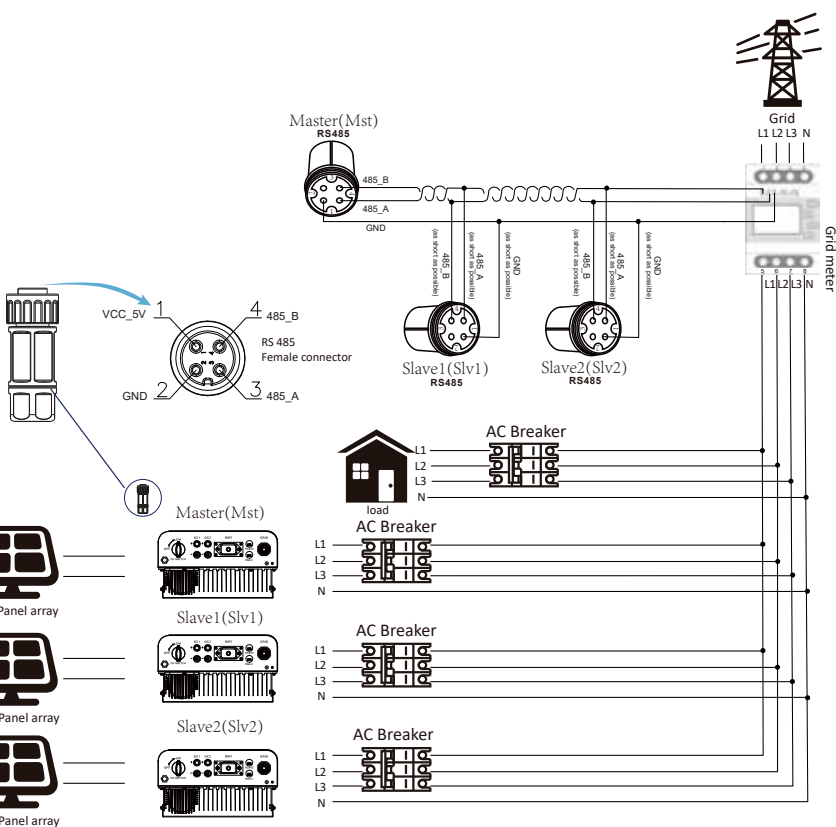 Grid
L1 L2 L3 N
Master(Mst)
RS485
485_B
485_A
GND
485_B
(as short as possible)
485_A
(as short as possible)
GND
(as short as possible)
485_B
(as short as possible)
485_A
(as short as possible)
GND
(as short as possible)
Grid meter
5 6 7 8
L1 L2 L3 N
Slave1(Slv1)
RS485
Slave2(Slv2)
RS485
VCC_5V
1
4
485_B
RS 485
Female connector
GND
2
3
485_A
AC Breaker
L1
L2
L3
N
load
Master(Mst)
AC Breaker
L1
L2
L3
N
Panel array
Slave1(Slv1)
AC Breaker
L1
L2
L3
N
Panel array
Slave2(Slv2)
AC Breaker
L1
L2
L3
N
Panel array